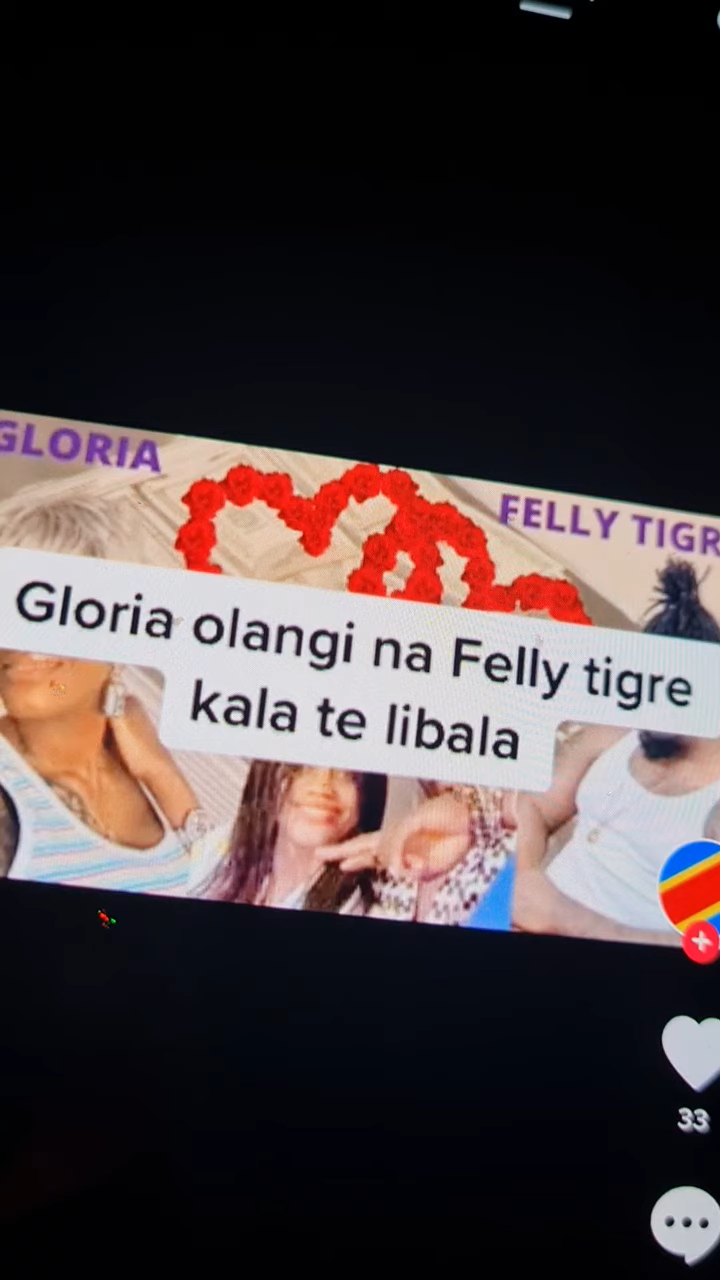 GLORIA
FELLY TIGR
Gloria olangi na Felly tigre
kala te libala
33